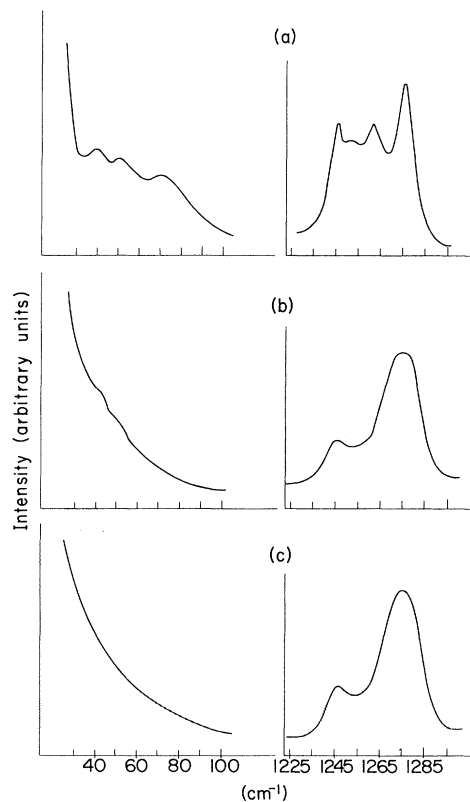 (a)
(b)
(c)
Intensity (arbitrary units)
40 60 80 100
1225 1245 1265 1285
(cm⁻¹)